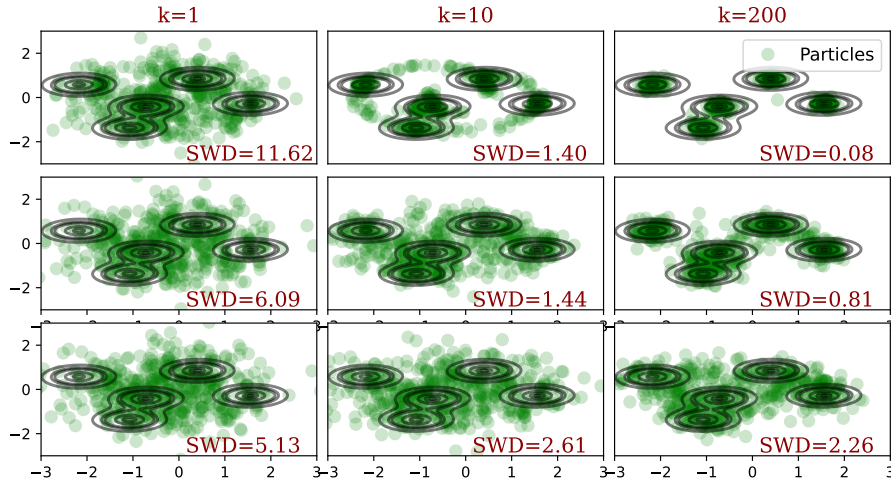 k=1 k=10 k=200
2
0
−2
Particles
SWD=11.62 SWD=1.40 SWD=0.08
2
0
−2
SWD=6.09 SWD=1.44 SWD=0.81
2
0
−2
SWD=5.13 SWD=2.61 SWD=2.26
−3 −2 −1 0 1 2 3 −2 −1 0 1 2 3 −2 −1 0 1 2 3